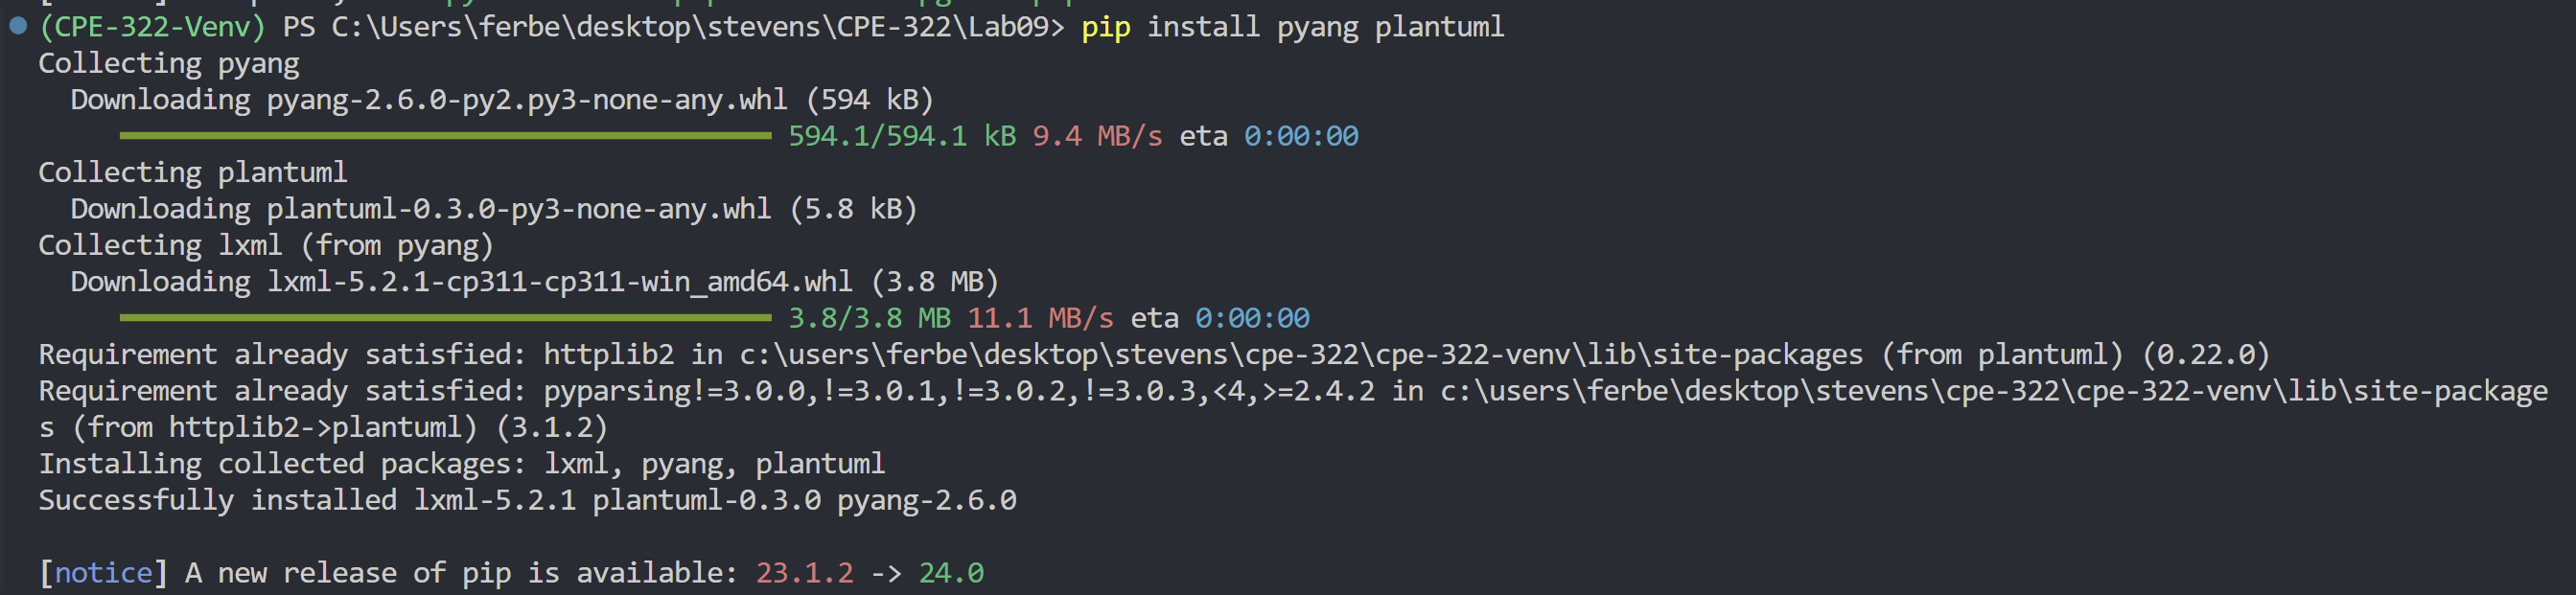 (CPE-322-Venv) PS C:\Users\ferbe\desktop\stevens\CPE-322\Lab09> pip install pyang plantuml
Collecting pyang
  Downloading pyang-2.6.0-py2.py3-none-any.whl (594 kB)
     594.1/594.1 kB 9.4 MB/s eta 0:00:00
Collecting plantuml
  Downloading plantuml-0.3.0-py3-none-any.whl (5.8 kB)
Collecting lxml (from pyang)
  Downloading lxml-5.2.1-cp311-cp311-win_amd64.whl (3.8 MB)
     3.8/3.8 MB 11.1 MB/s eta 0:00:00
Requirement already satisfied: httplib2 in c:\users\ferbe\desktop\stevens\cpe-322\cpe-322-venv\lib\site-packages (from plantuml) (0.22.0)
Requirement already satisfied: pyparsing!=3.0.0,!=3.0.1,!=3.0.2,!=3.0.3,<4,>=2.4.2 in c:\users\ferbe\desktop\stevens\cpe-322\cpe-322-venv\lib\site-package
s (from httplib2->plantuml) (3.1.2)
Installing collected packages: lxml, pyang, plantuml
Successfully installed lxml-5.2.1 plantuml-0.3.0 pyang-2.6.0
[notice] A new release of pip is available: 23.1.2 -> 24.0